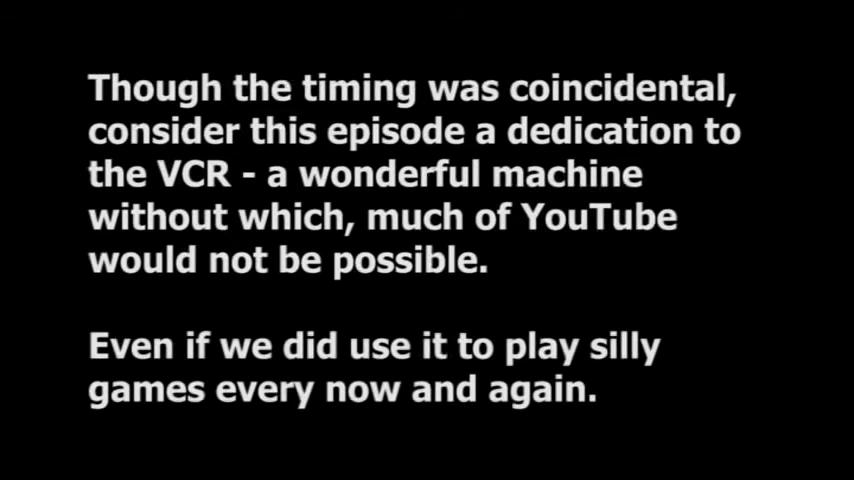 Though the timing was coincidental,
consider this episode a dedication to
the VCR - a wonderful machine
without which, much of YouTube
would not be possible.
Even if we did use it to play silly
games every now and again.